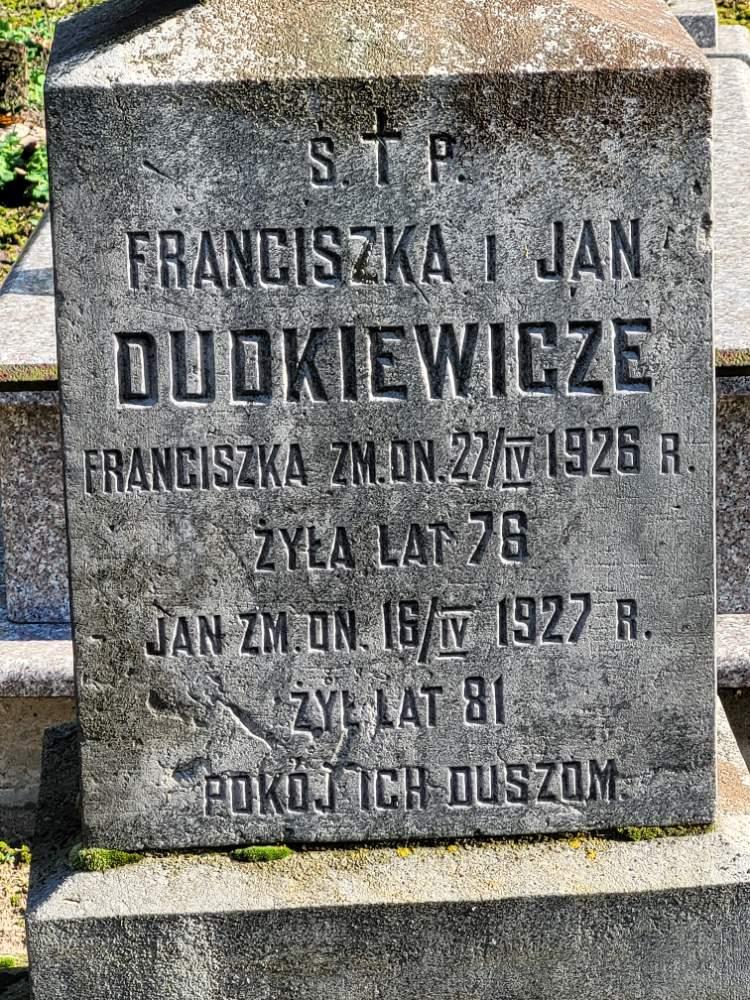 Ś. † P.
FRANCISZKA I JAN
DUDKIEWICZE
FRANCISZKA ZM. DN. 27/IV 1926 R.
ŻYŁA LAT 76
JAN ZM. DN. 16/IV 1927 R.
ŻYŁ LAT 81
POKÓJ ICH DUSZOM.